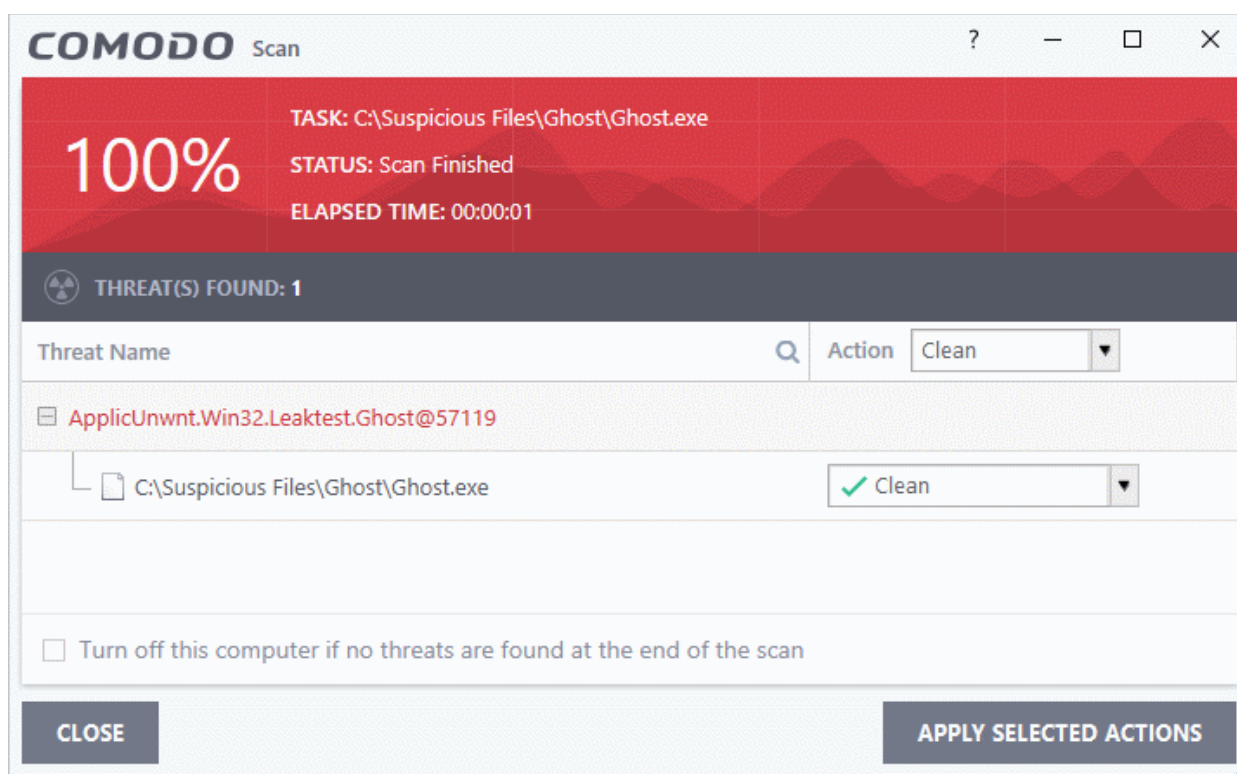 COMODO Scan ?
100%
TASK: C:\Suspicious Files\Ghost\Ghost.exe
STATUS: Scan Finished
ELAPSED TIME: 00:00:01
THREAT(S) FOUND: 1
Threat Name Action Clean
ApplicUnwnt.Win32.Leaktest.Ghost@57119
C:\Suspicious Files\Ghost\Ghost.exe Clean
Turn off this computer if no threats are found at the end of the scan
CLOSE APPLY SELECTED ACTIONS